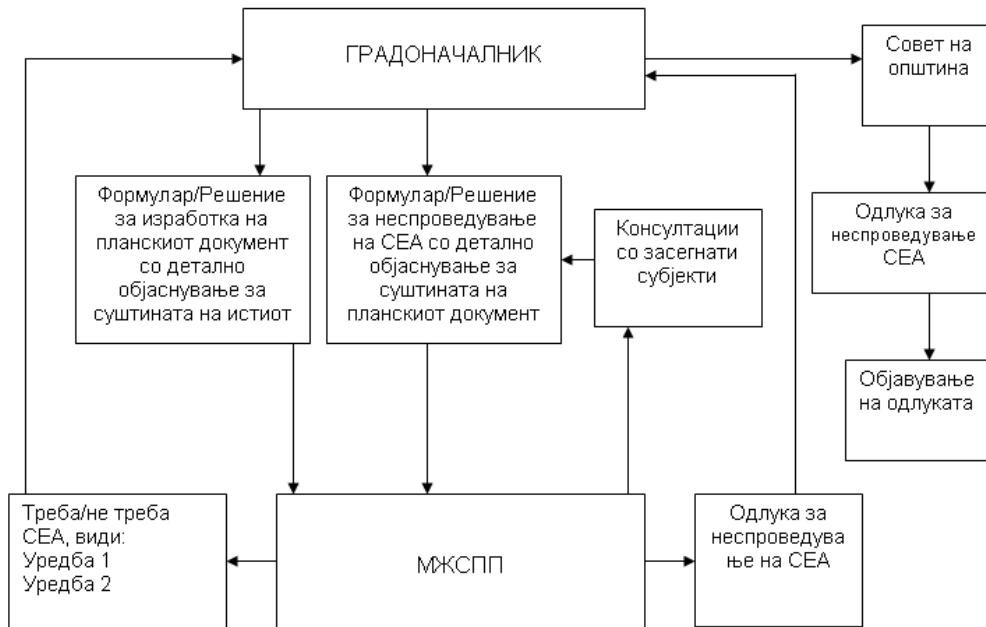 ГРАДОНАЧАЛНИК
Совет на
општина
Формулар/Решение
за изработка на
планскиот документ
со детално
објаснување за
суштината на истиот
Формулар/Решение
за неспроведување
на СЕА со детално
објаснување за
суштината на
планскиот документ
Консултации
со засегнати
субјекти
Одлука за
неспроведување
СЕА
Објавување
на одлуката
Треба/не треба
СЕА, види:
Уредба 1
Уредба 2
МЖСПП
Одлука за
неспроведува
ње на СЕА